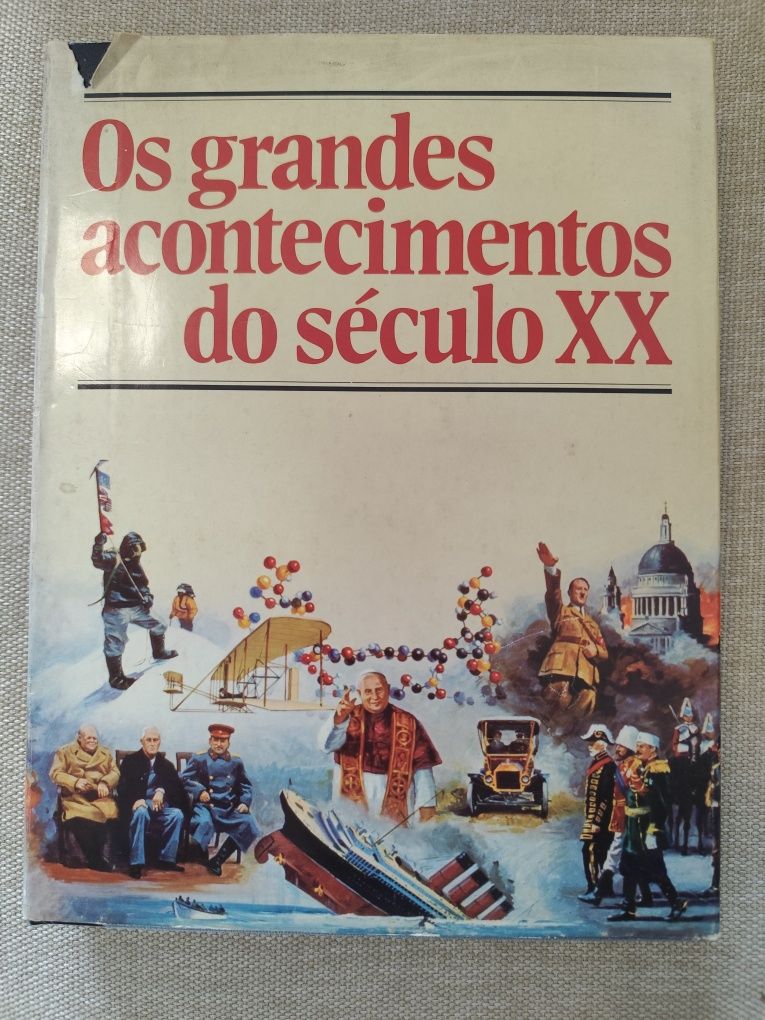 Os grandes
acontecimentos
do século XX